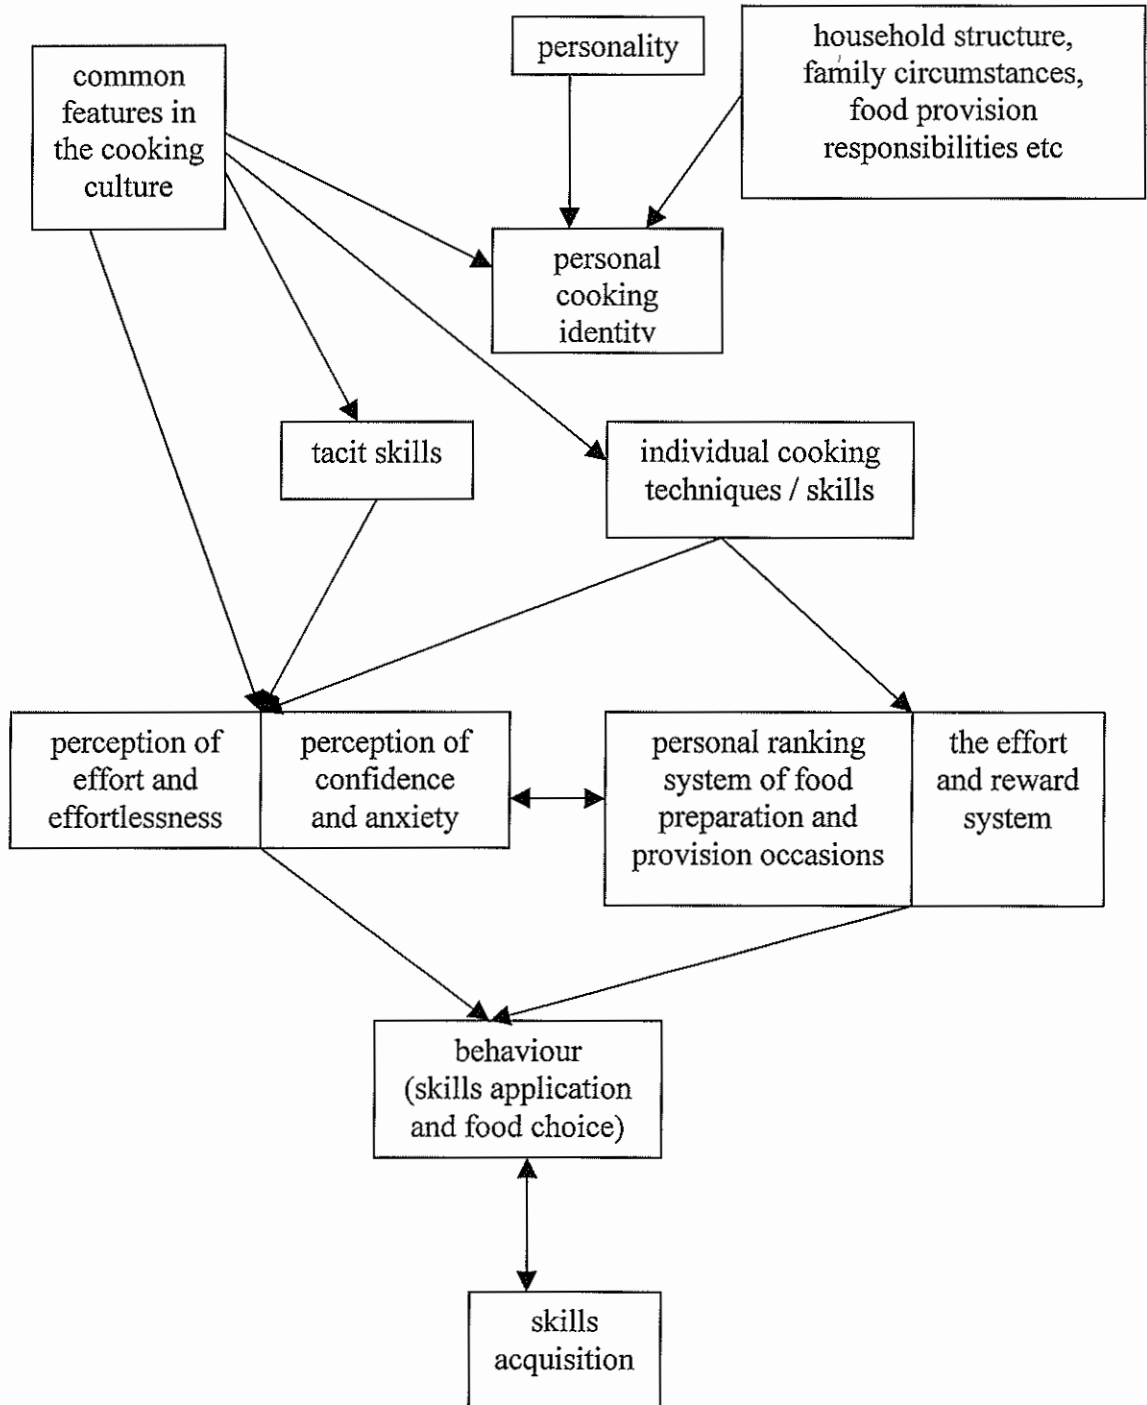 personality
household structure,
family circumstances,
food provision
responsibilities etc
common
features in
the cooking
culture
personal
cooking
identity
tacit skills
individual cooking
techniques / skills
perception of
effort and
effortlessness
perception of
confidence
and anxiety
personal ranking
system of food
preparation and
provision occasions
the effort
and reward
system
behaviour
(skills application
and food choice)
skills
acquisition